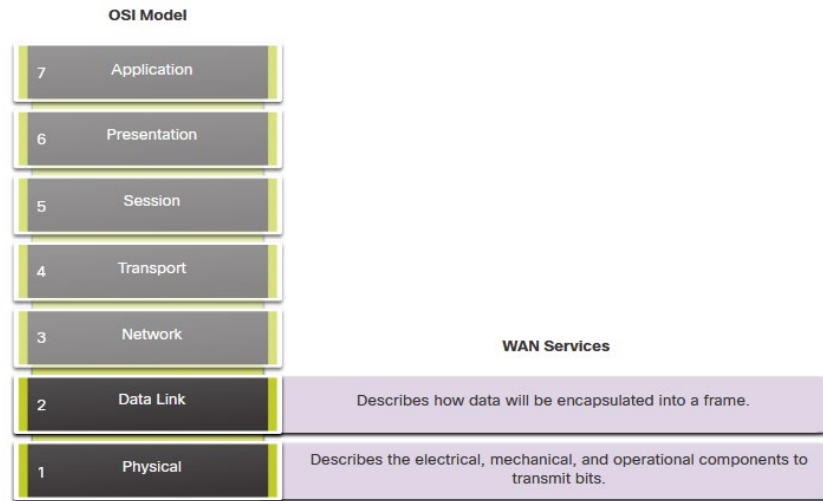 OSI Model
7 Application
6 Presentation
5 Session
4 Transport
3 Network
WAN Services
2 Data Link
Describes how data will be encapsulated into a frame.
1 Physical
Describes the electrical, mechanical, and operational components to
transmit bits.